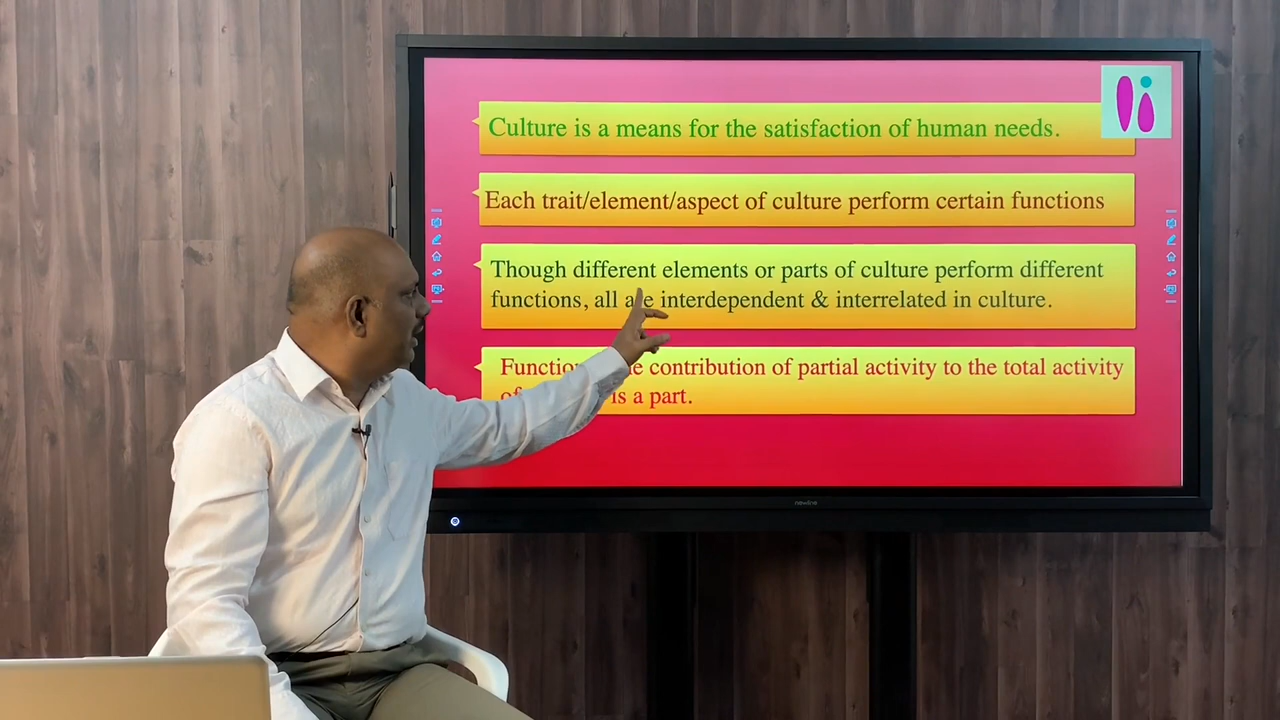 Culture is a means for the satisfaction of human needs.
Each trait/element/aspect of culture perform certain functions
Though different elements or parts of culture perform different
functions, all are interdependent & interrelated in culture.
contribution of partial activity to the total activity
is a part.
newline